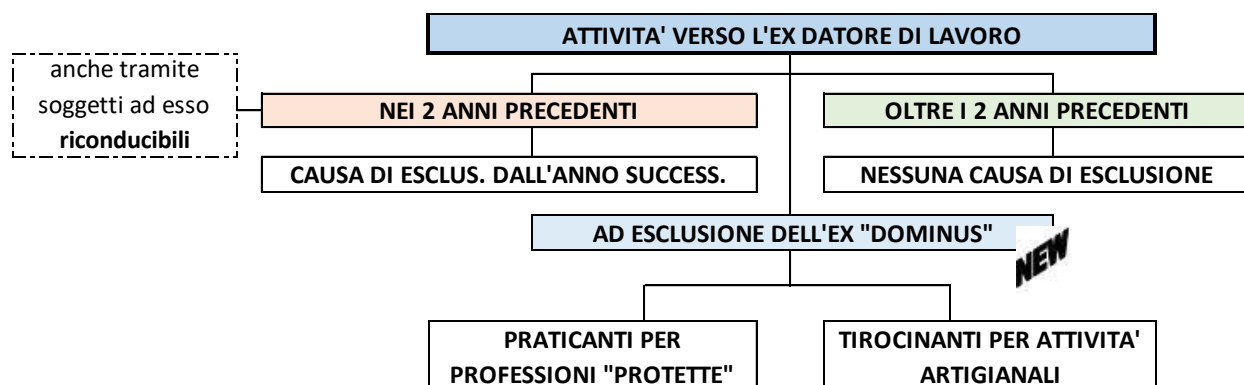 ATTIVITA' VERSO L'EX DATORE DI LAVORO
anche tramite
soggetti ad esso
riconducibili
NEI 2 ANNI PRECEDENTI
OLTRE I 2 ANNI PRECEDENTI
CAUSA DI ESCLUS. DALL'ANNO SUCCESS.
NESSUNA CAUSA DI ESCLUSIONE
AD ESCLUSIONE DELL'EX "DOMINUS"
NEW
PRATICANTI PER
PROFESSIONI "PROTETTE"
TIROCINANTI PER ATTIVITA'
ARTIGIANALI